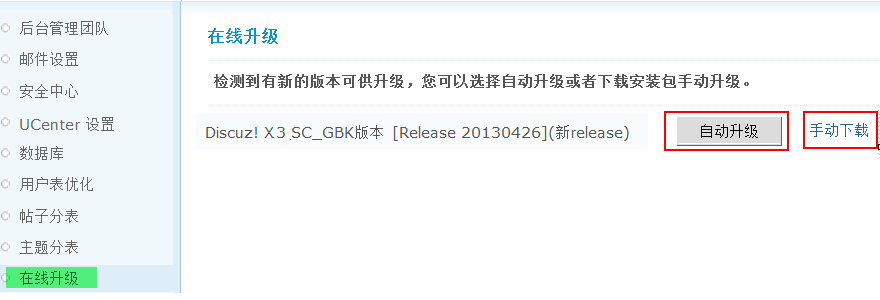 后台管理团队
邮件设置
安全中心
UCenter 设置
数据库
用户表优化
帖子分表
主题分表
在线升级
在线升级
检测到有新的版本可供升级，您可以选择自动升级或者下载安装包手动升级。
Discuz! X3 SC_GBK版本 [Release 20130426](新release) 自动升级 手动下载